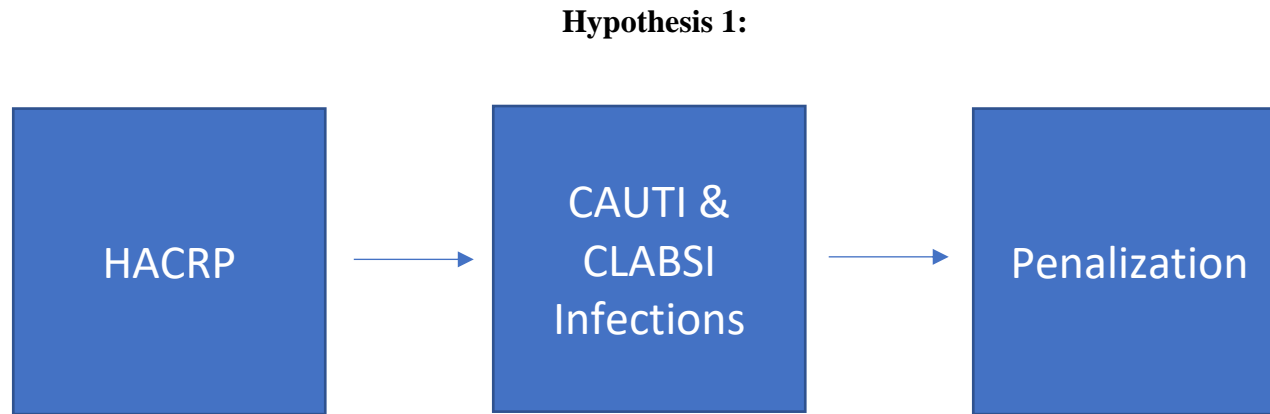 Hypothesis 1:
HACRP
CAUTI &
CLABSI
Infections
Penalization